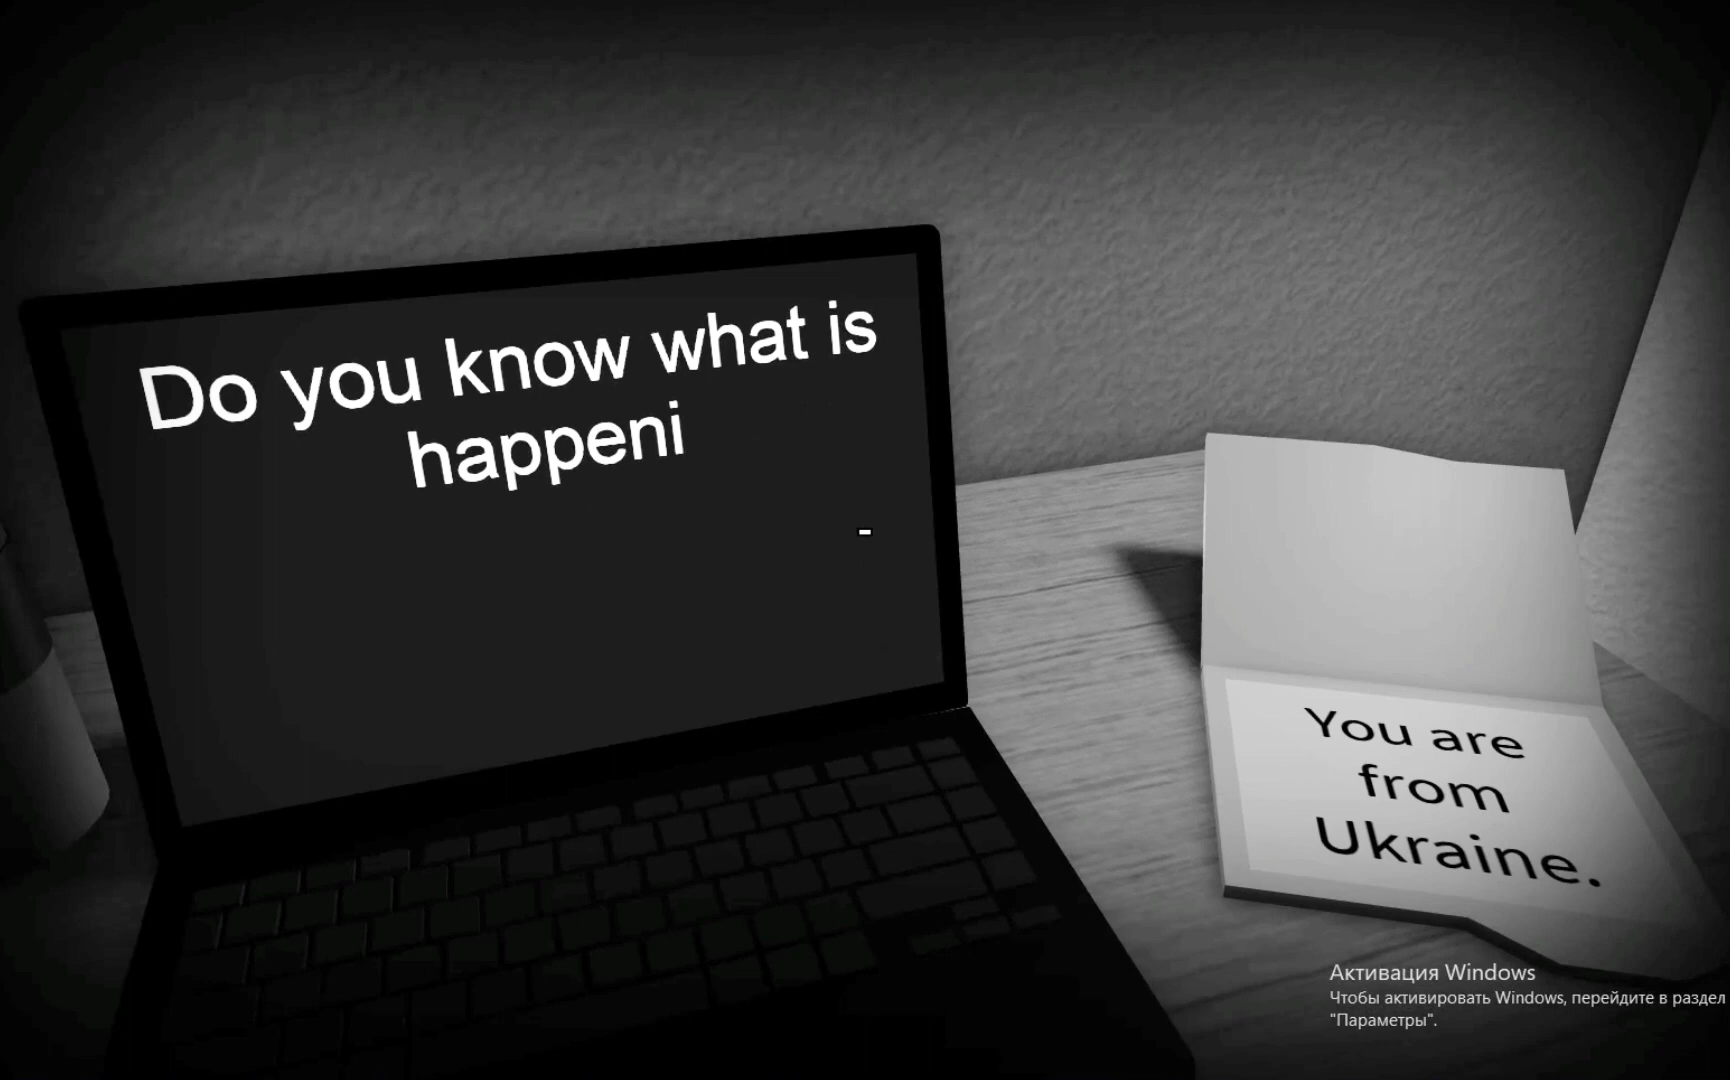 Do you know what is
happeni
You are
from
Ukraine.
Активация Windows
Чтобы активировать Windows, перейдите в раздел
"Параметры".